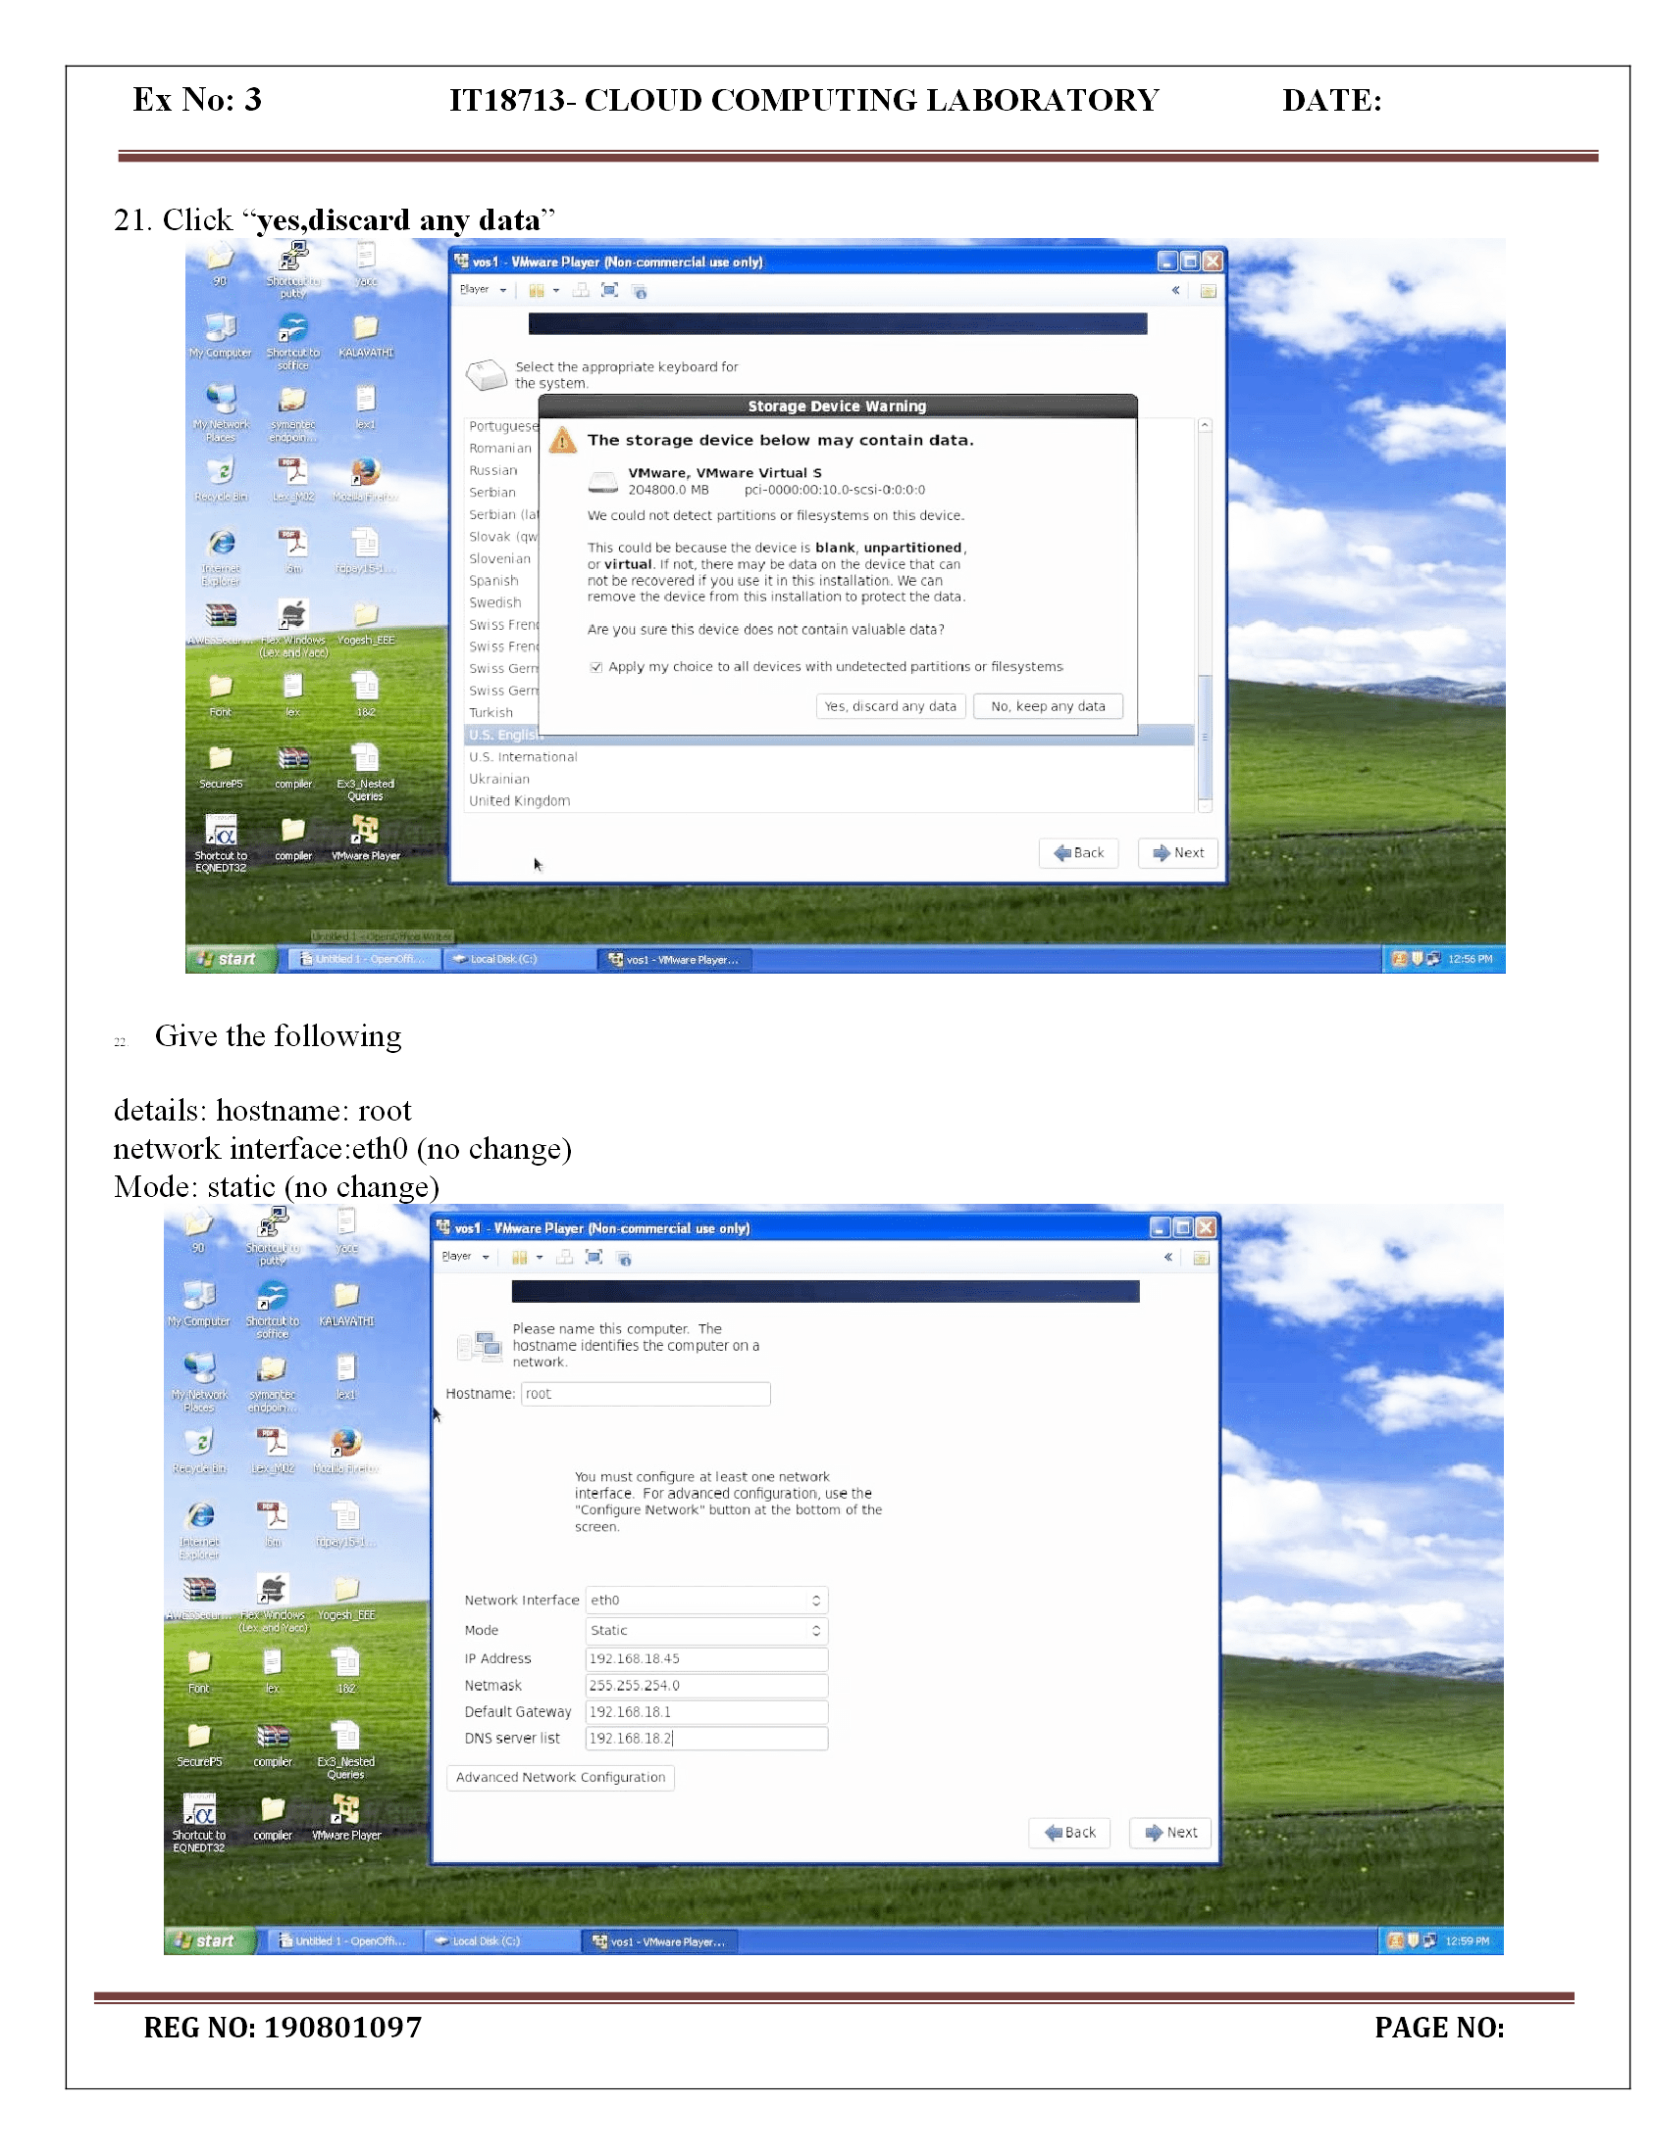 Ex No: 3 IT18713- CLOUD COMPUTING LABORATORY DATE:
21. Click “yes,discard any data”
90
Shortcut to putty
yacc
My Computer
Shortcut to soffice
KALAVATHI
My Network Places
symantec endpoin...
lex1
Recycle Bin
Lex_M02
Mozilla Firefox
Internet Explorer
ism
fdpay15-1...
Flex Windows (Lex and Yacc)
Yogesh_EEE
Font
lex
1&2
SecureP5
compiler
Ex3_Nested Queries
Shortcut to EQNEDT32
compiler
VMware Player
vos1 - VMware Player (Non-commercial use only)
Player
Select the appropriate keyboard for
the system.
Portuguese
Romanian
Russian
Serbian
Serbian (lat
Slovak (qw
Slovenian
Spanish
Swedish
Swiss Frenc
Swiss Frenc
Swiss Germ
Swiss Germ
Turkish
U.S. English
U.S. International
Ukrainian
United Kingdom
Storage Device Warning
The storage device below may contain data.
VMware, VMware Virtual S
204800.0 MB pci-0000:00:10.0-scsi-0:0:0:0
We could not detect partitions or filesystems on this device.
This could be because the device is blank, unpartitioned,
or virtual. If not, there may be data on the device that can
not be recovered if you use it in this installation. We can
remove the device from this installation to protect the data.
Are you sure this device does not contain valuable data?
Apply my choice to all devices with undetected partitions or filesystems
Yes, discard any data No, keep any data
Back Next
Untitled 1 - OpenOffice Writer
start Untitled 1 - OpenOffi... Local Disk (C:) vos1 - VMware Player... 12:56 PM
22. Give the following
details: hostname: root
network interface:eth0 (no change)
Mode: static (no change)
90
Shortcut to putty
yacc
My Computer
Shortcut to soffice
KALAVATHI
My Network Places
symantec endpoin...
lex1
Recycle Bin
Lex_M02
Mozilla Firefox
Internet Explorer
ism
fdpay15-1...
Flex Windows (Lex and Yacc)
Yogesh_EEE
Font
lex
1&2
SecureP5
compiler
Ex3_Nested Queries
Shortcut to EQNEDT32
compiler
VMware Player
vos1 - VMware Player (Non-commercial use only)
Player
Please name this computer. The
hostname identifies the computer on a
network.
Hostname: root
You must configure at least one network
interface. For advanced configuration, use the
"Configure Network" button at the bottom of the
screen.
Network Interface eth0
Mode Static
IP Address 192.168.18.45
Netmask 255.255.254.0
Default Gateway 192.168.18.1
DNS server list 192.168.18.2
Advanced Network Configuration
Back Next
start Untitled 1 - OpenOffi... Local Disk (C:) vos1 - VMware Player... 12:59 PM
REG NO: 190801097 PAGE NO: